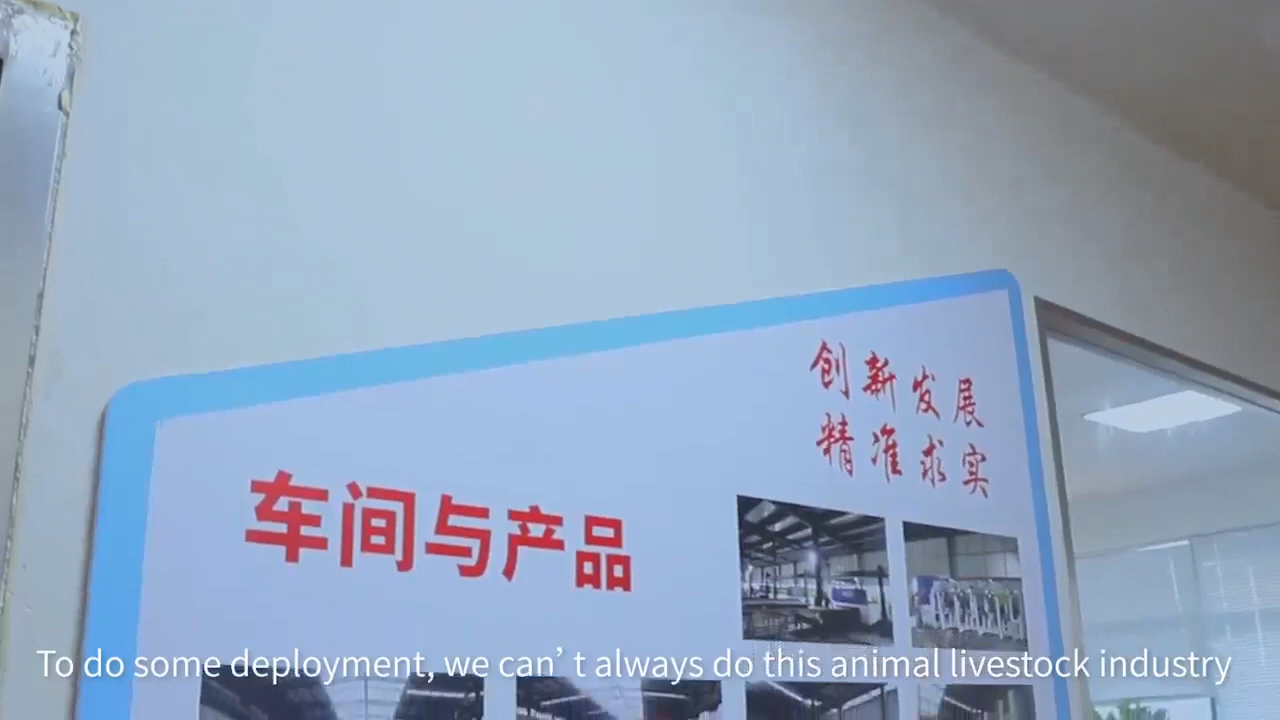 创新发展
精准求实
车间与产品
To do some deployment, we can’t always do this animal livestock industry